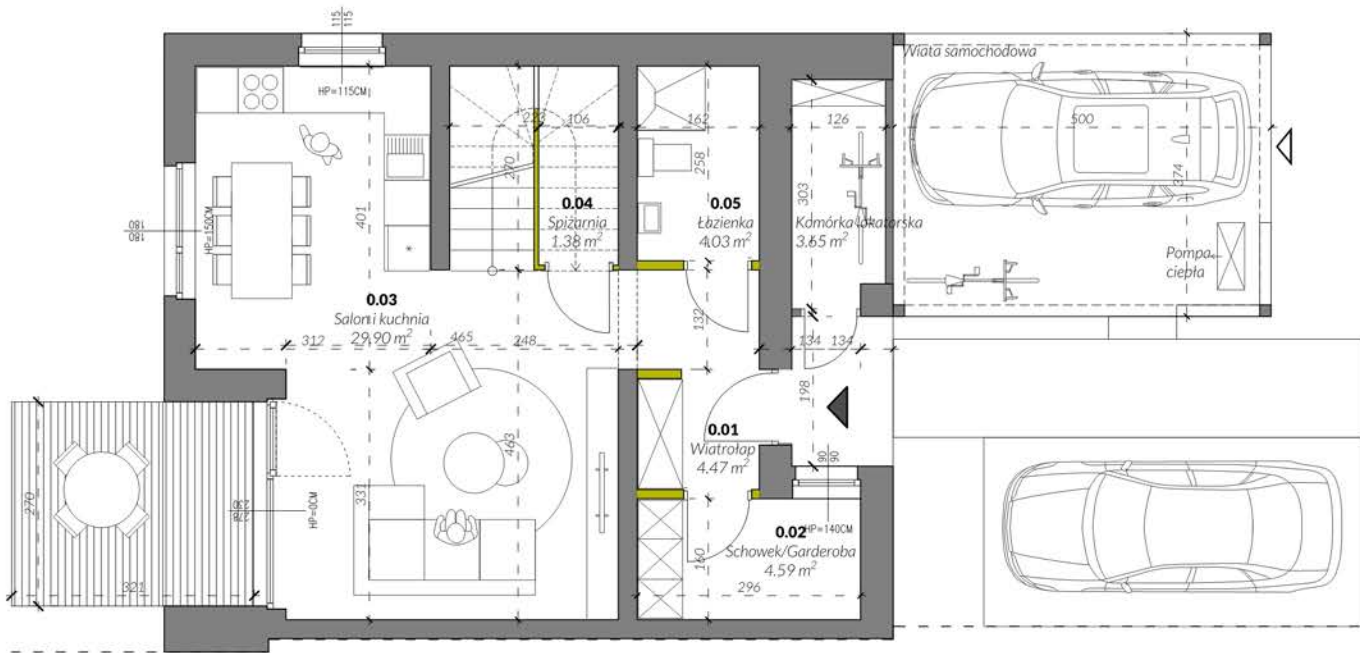 115
115
HP=115CM
Wiata samochodowa
223
106
162
126
500
270
258
303
374
401
180
180
HP=150CM
0.04
Spiżarnia
1.38 m²
0.05
Łazienka
4.03 m²
Komórka lokatorska
3.65 m²
Pompa
ciepła
0.03
Salon i kuchnia
29.90 m²
312
465
248
132
134
134
198
0.01
Wiatrołap
4.47 m²
463
331
270
HP=0CM
90
90
HP=140CM
0.02
Schowek/Garderoba
4.59 m²
160
296
321